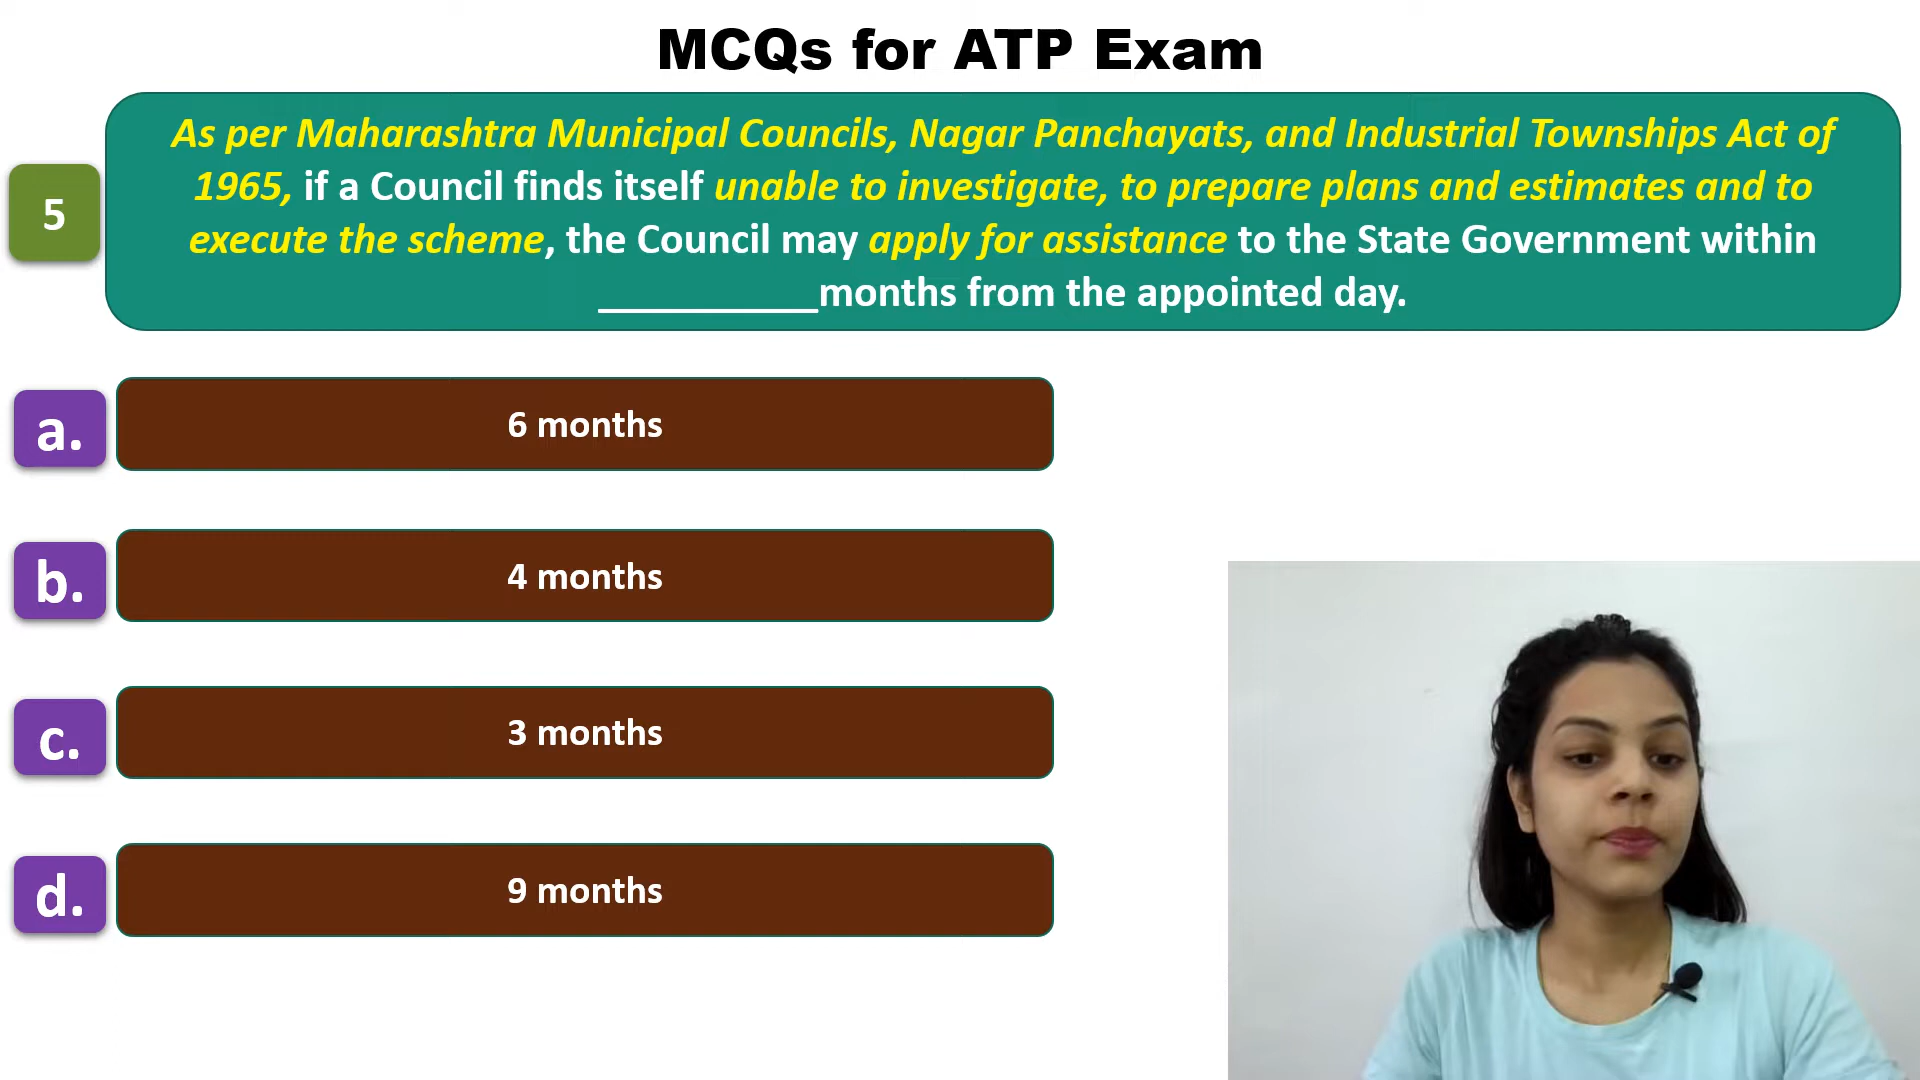 MCQs for ATP Exam
5
As per Maharashtra Municipal Councils, Nagar Panchayats, and Industrial Townships Act of
1965, if a Council finds itself unable to investigate, to prepare plans and estimates and to
execute the scheme, the Council may apply for assistance to the State Government within
__________months from the appointed day.
a. 6 months
b. 4 months
c. 3 months
d. 9 months